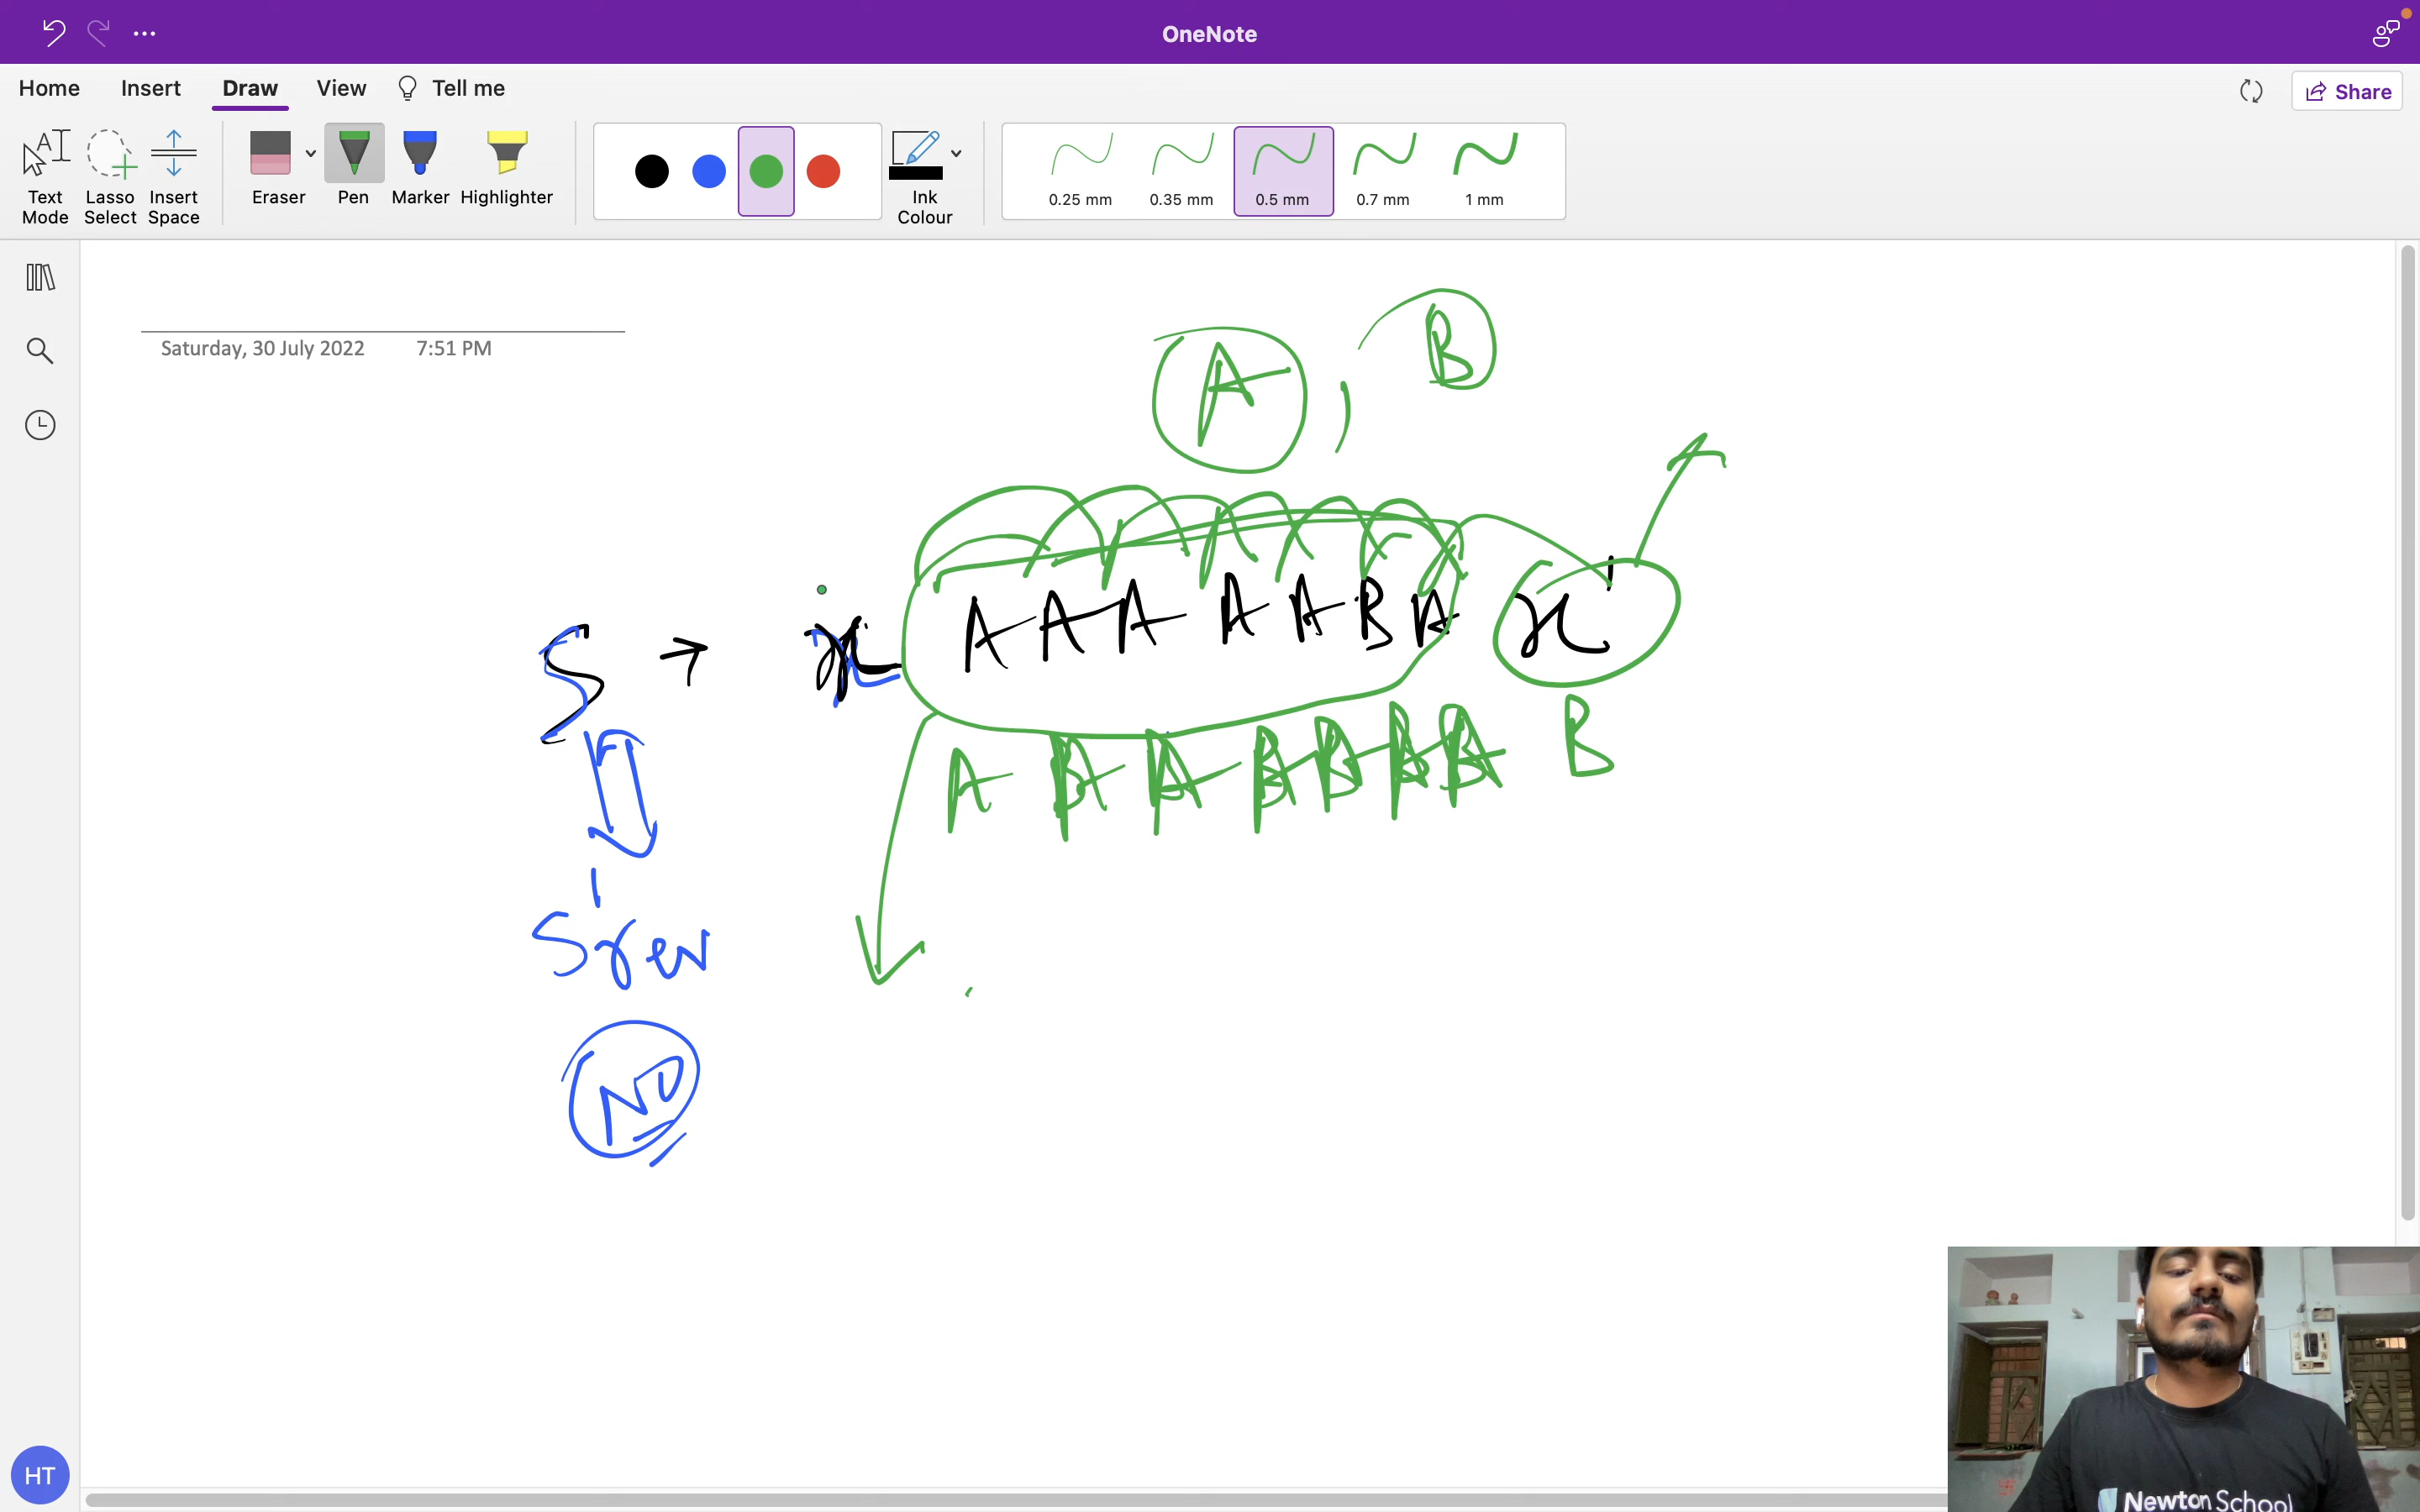 OneNote
Home Insert Draw View Tell me
Share
Text Mode
Lasso Select
Insert Space
Eraser
Pen
Marker
Highlighter
Ink Colour
0.25 mm 0.35 mm 0.5 mm 0.7 mm 1 mm
Saturday, 30 July 2022 7:51 PM
A , B
S → x A A A A A B A x'
A B
S rev
NO
HT
Newton School